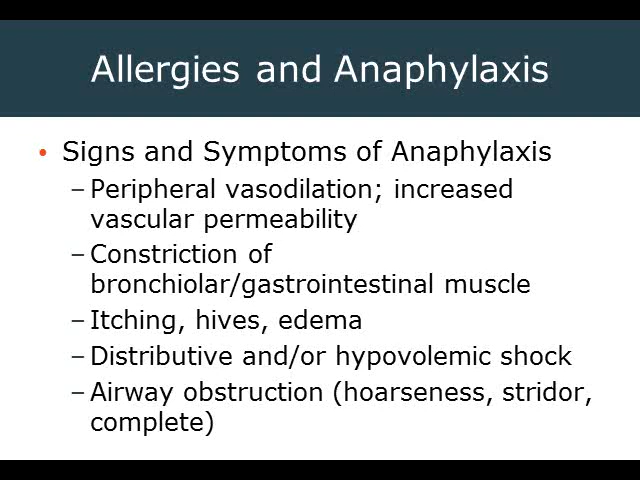 Allergies and Anaphylaxis
• Signs and Symptoms of Anaphylaxis
– Peripheral vasodilation; increased
vascular permeability
– Constriction of
bronchiolar/gastrointestinal muscle
– Itching, hives, edema
– Distributive and/or hypovolemic shock
– Airway obstruction (hoarseness, stridor,
complete)